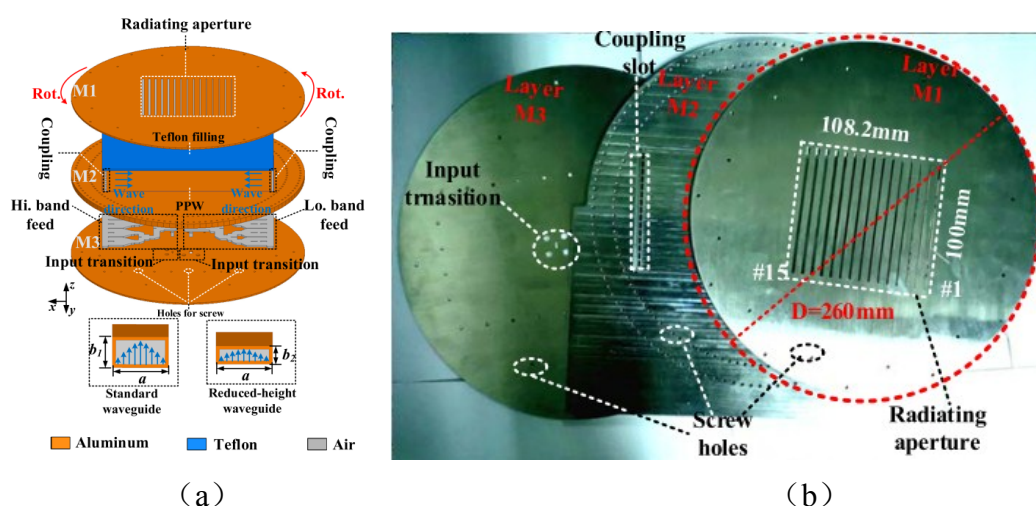 Radiating aperture
M1
Rot.
Rot.
Coupling
Teflon filling
Coupling
M2
Wave
direction
PPW
Wave
direction
Hi. band
feed
Lo. band
feed
M3
Input transition
Input transition
Holes for screw
z
x
y
b1
a
Standard
waveguide
b2
a
Reduced-height
waveguide
Aluminum
Teflon
Air
(a)
Coupling
slot
Layer
M3
Layer
M2
Layer
M1
Input
trnasition
108.2mm
100mm
#15
#1
D=260mm
Screw
holes
Radiating
aperture
(b)